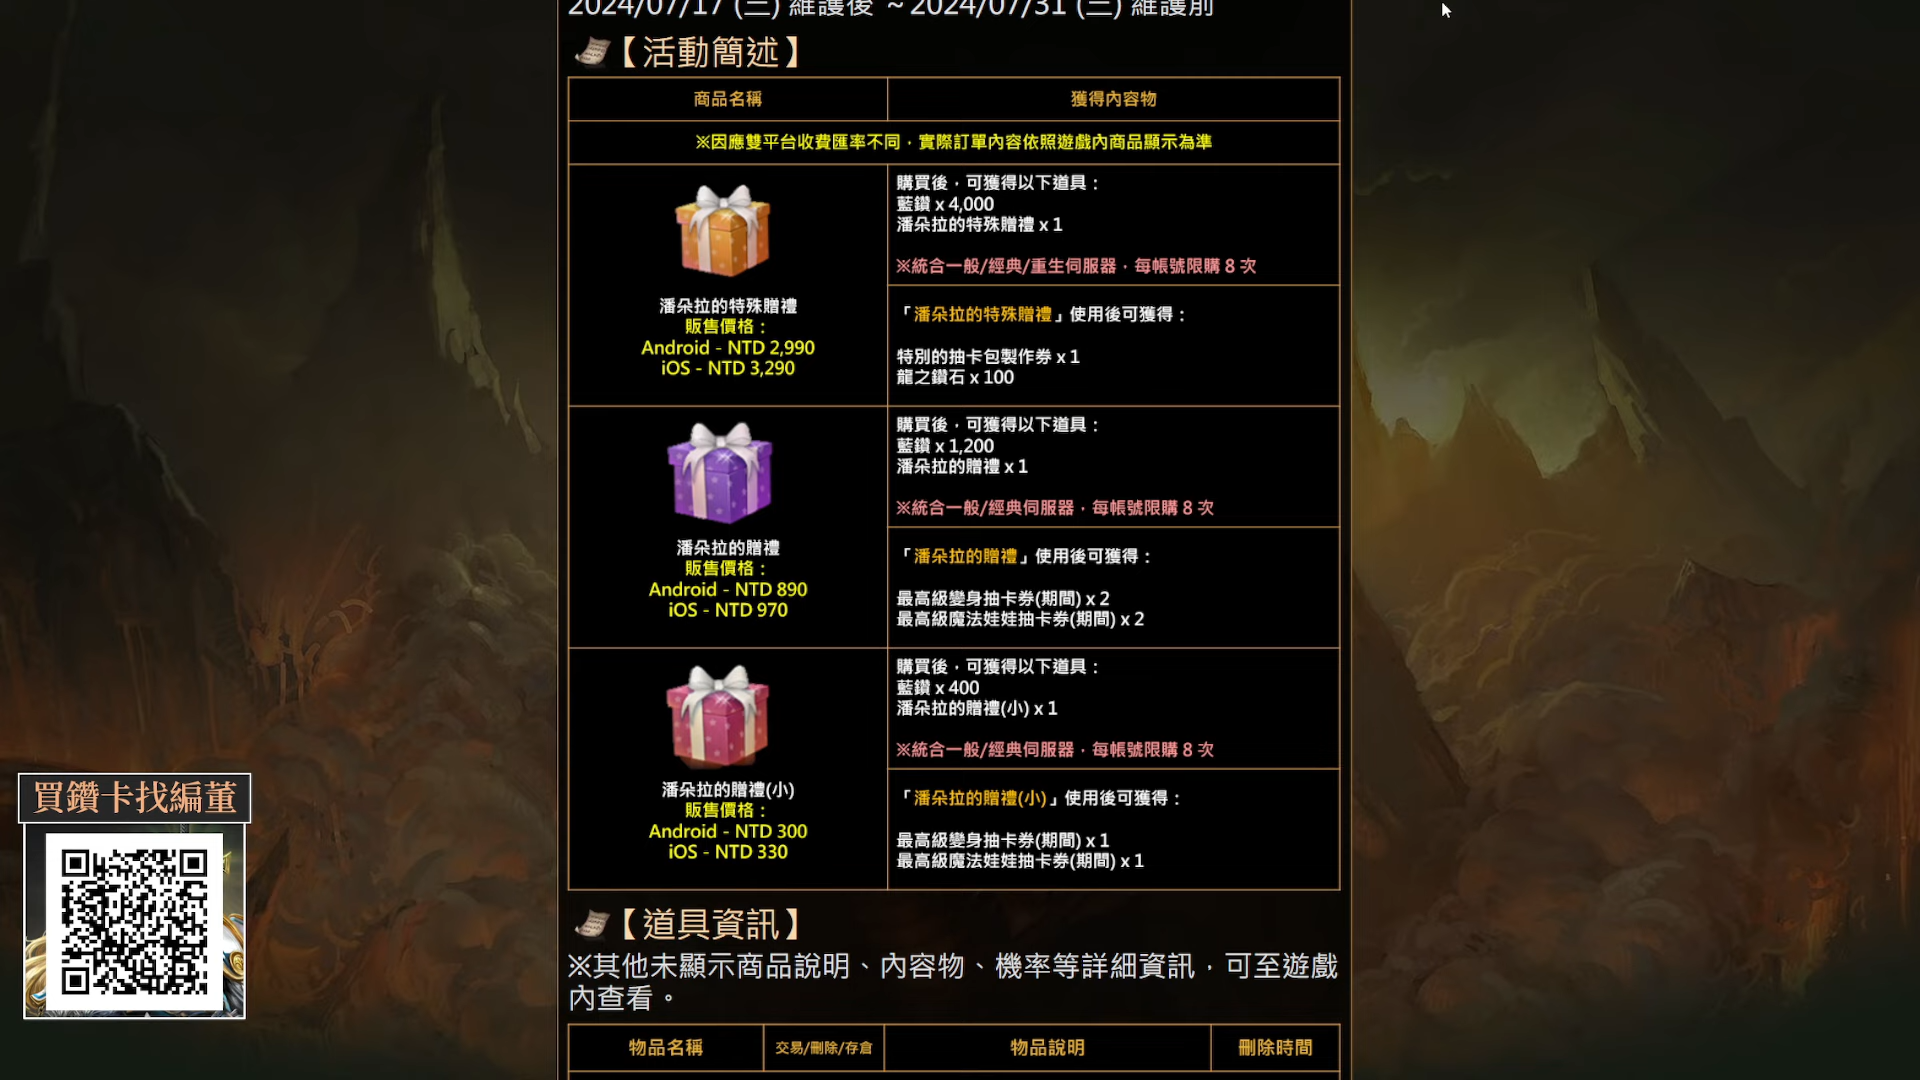 2024/07/17 (三) 維護後 ~ 2024/07/31 (三) 維護前
【活動簡述】
商品名稱
獲得內容物
※因應雙平台收費匯率不同，實際訂單內容依照遊戲內商品顯示為準
潘朵拉的特殊贈禮
販售價格：
Android - NTD 2,990
iOS - NTD 3,290
購買後，可獲得以下道具：
藍鑽 x 4,000
潘朵拉的特殊贈禮 x 1
※統合一般/經典/重生伺服器，每帳號限購 8 次
「潘朵拉的特殊贈禮」使用後可獲得：
特別的抽卡包製作券 x 1
龍之鑽石 x 100
潘朵拉的贈禮
販售價格：
Android - NTD 890
iOS - NTD 970
購買後，可獲得以下道具：
藍鑽 x 1,200
潘朵拉的贈禮 x 1
※統合一般/經典伺服器，每帳號限購 8 次
「潘朵拉的贈禮」使用後可獲得：
最高級變身抽卡券(期間) x 2
最高級魔法娃娃抽卡券(期間) x 2
潘朵拉的贈禮(小)
販售價格：
Android - NTD 300
iOS - NTD 330
購買後，可獲得以下道具：
藍鑽 x 400
潘朵拉的贈禮(小) x 1
※統合一般/經典伺服器，每帳號限購 8 次
「潘朵拉的贈禮(小)」使用後可獲得：
最高級變身抽卡券(期間) x 1
最高級魔法娃娃抽卡券(期間) x 1
買鑽卡找編董
【道具資訊】
※其他未顯示商品說明、內容物、機率等詳細資訊，可至遊戲
內查看。
物品名稱
交易/刪除/存倉
物品說明
刪除時間